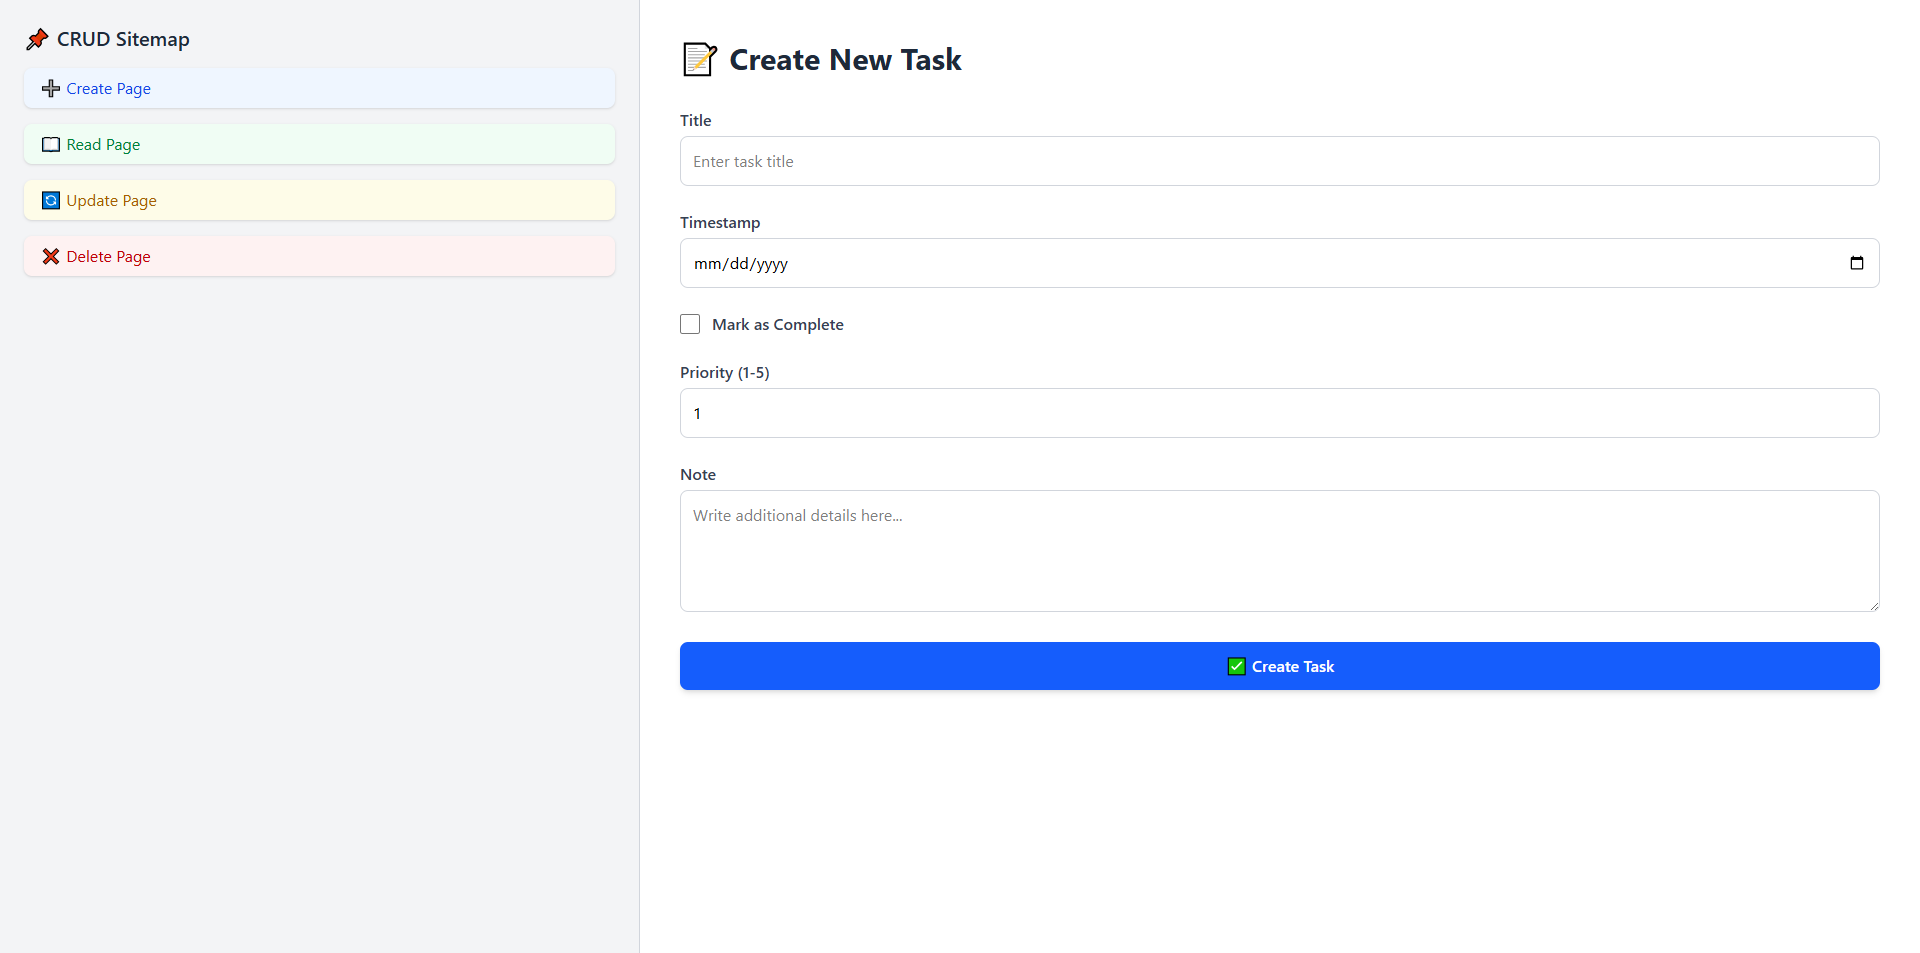 CRUD Sitemap
Create Page
Read Page
Update Page
Delete Page
Create New Task
Title
Enter task title
Timestamp
mm/dd/yyyy
Mark as Complete
Priority (1-5)
1
Note
Write additional details here...
Create Task